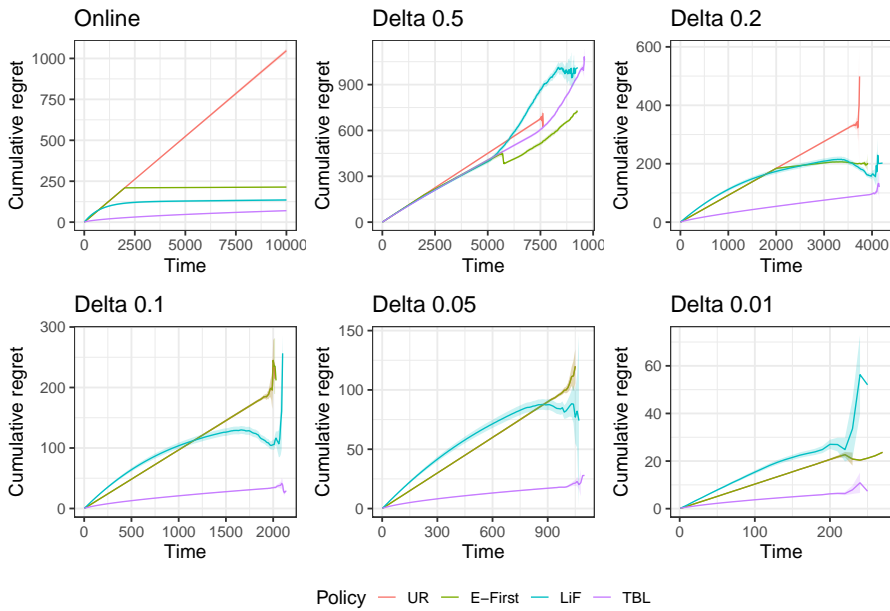 Online
Cumulative regret
1000
750
500
250
0
0 2500 5000 7500 10000
Time
Delta 0.5
Cumulative regret
900
600
300
0
0 2500 5000 7500 1000
Time
Delta 0.2
Cumulative regret
600
400
200
0
0 1000 2000 3000 4000
Time
Delta 0.1
Cumulative regret
300
200
100
0
0 500 1000 1500 2000
Time
Delta 0.05
Cumulative regret
150
100
50
0
0 300 600 900
Time
Delta 0.01
Cumulative regret
60
40
20
0
0 100 200
Time
Policy UR E−First LiF TBL